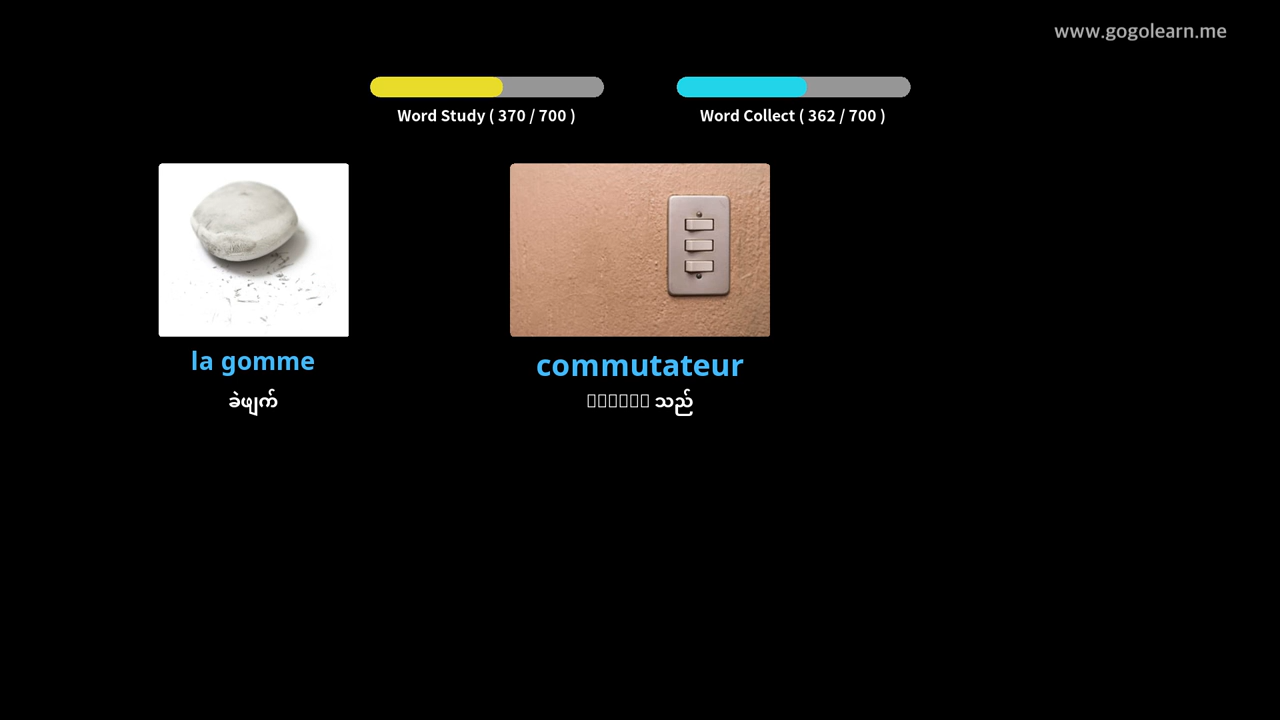 www.gogolearn.me
Word Study ( 370 / 700 )
Word Collect ( 362 / 700 )
la gomme
ခဲဖျက်
commutateur
သည်